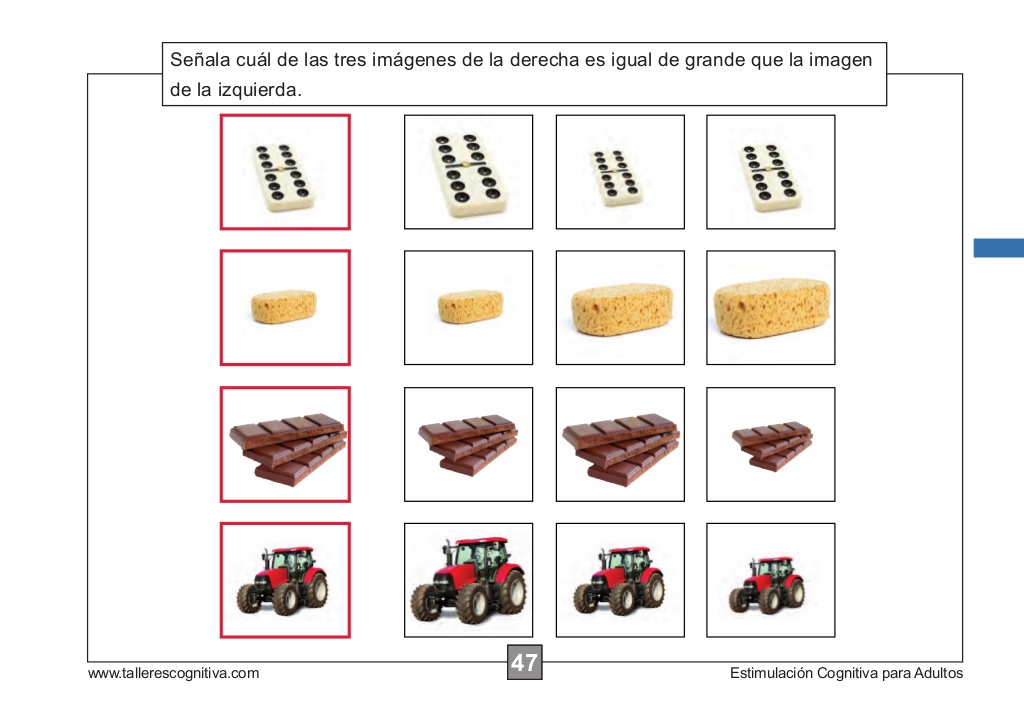 Señala cuál de las tres imágenes de la derecha es igual de grande que la imagen
de la izquierda.
47
www.tallerescognitiva.com
Estimulación Cognitiva para Adultos